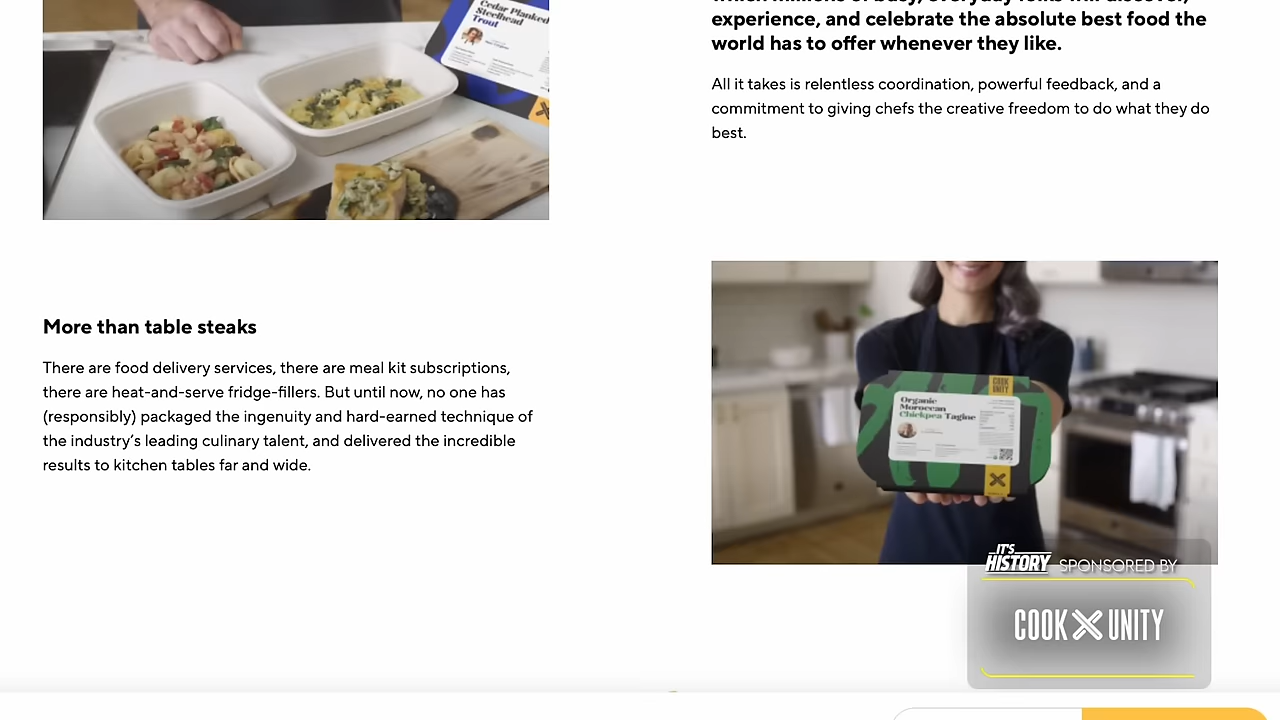 Cedar Planked
Steelhead
Trout
experience, and celebrate the absolute best food the
world has to offer whenever they like.
All it takes is relentless coordination, powerful feedback, and a
commitment to giving chefs the creative freedom to do what they do
best.
More than table steaks
There are food delivery services, there are meal kit subscriptions,
there are heat-and-serve fridge-fillers. But until now, no one has
(responsibly) packaged the ingenuity and hard-earned technique of
the industry’s leading culinary talent, and delivered the incredible
results to kitchen tables far and wide.
COOK
UNITY
Organic
Moroccan
Chickpea Tagine
IT'S
HISTORY SPONSORED BY
COOK UNITY